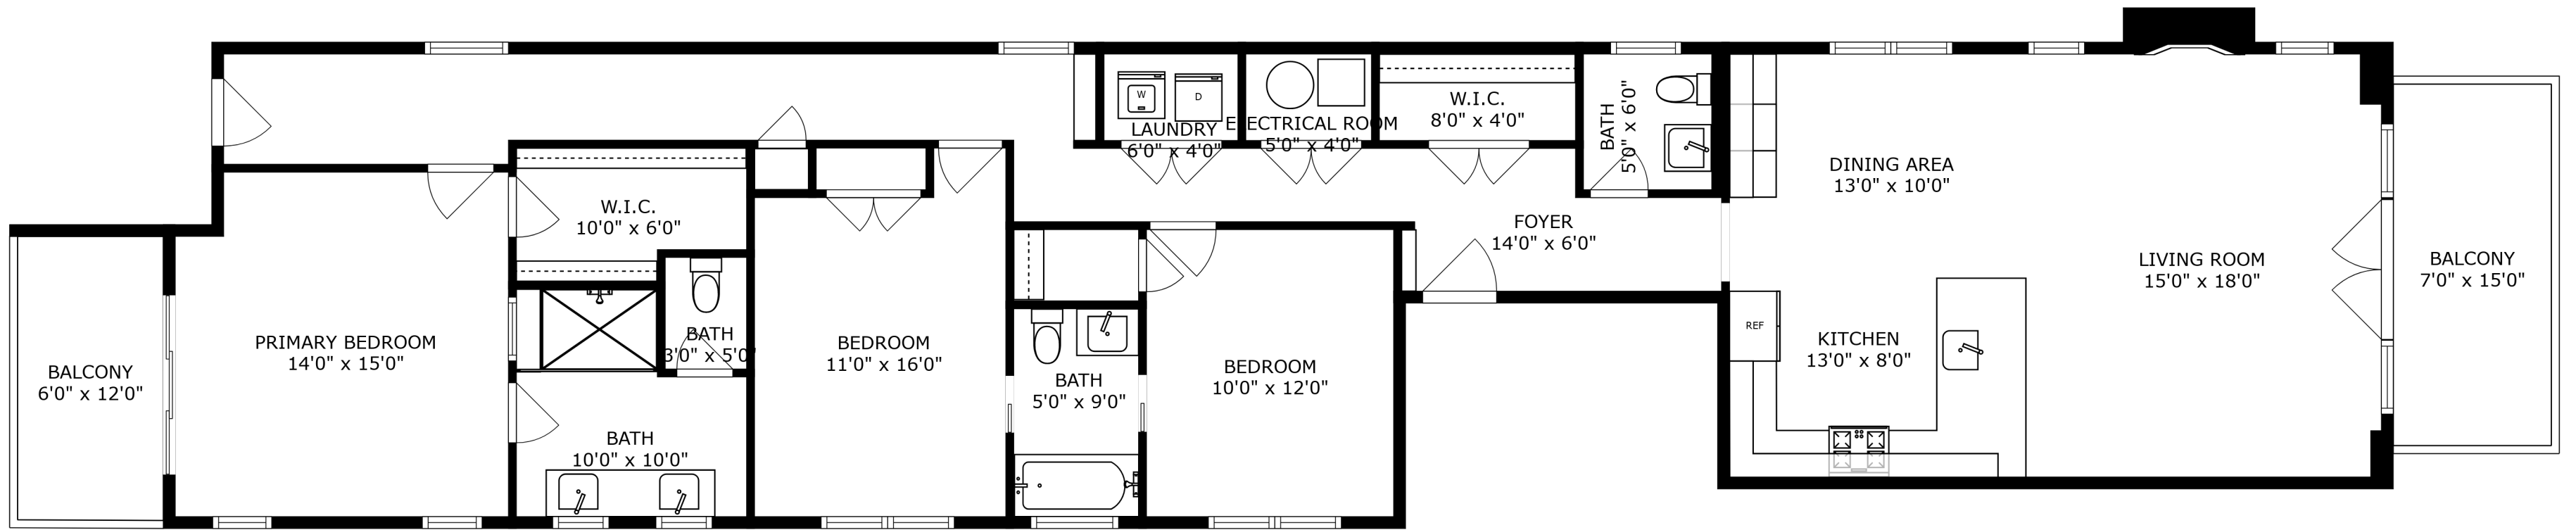 BALCONY
6'0" x 12'0"
PRIMARY BEDROOM
14'0" x 15'0"
W.I.C.
10'0" x 6'0"
BATH
3'0" x 5'0"
BATH
10'0" x 10'0"
BEDROOM
11'0" x 16'0"
BATH
5'0" x 9'0"
BEDROOM
10'0" x 12'0"
W
D
LAUNDRY
6'0" x 4'0"
ELECTRICAL ROOM
5'0" x 4'0"
W.I.C.
8'0" x 4'0"
BATH
5'0" x 6'0"
FOYER
14'0" x 6'0"
DINING AREA
13'0" x 10'0"
REF
KITCHEN
13'0" x 8'0"
LIVING ROOM
15'0" x 18'0"
BALCONY
7'0" x 15'0"